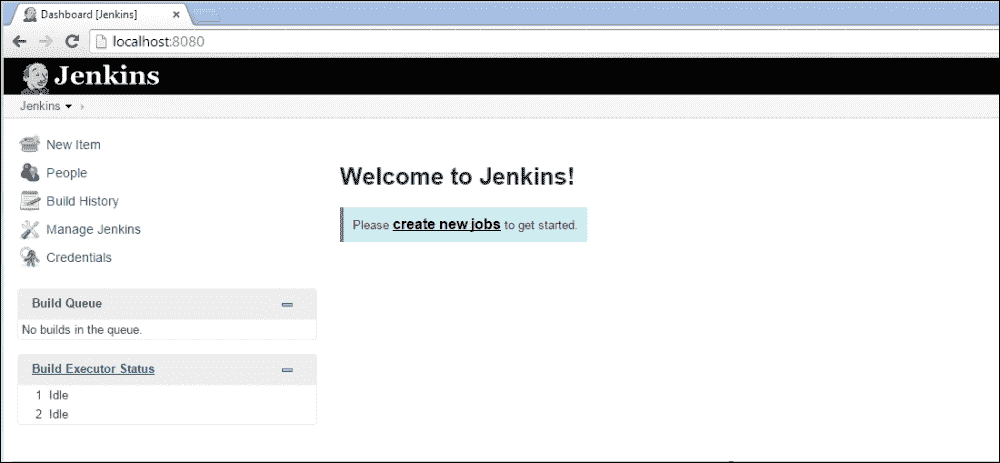 Dashboard [Jenkins]
localhost:8080
Jenkins
Jenkins
New Item
People
Build History
Manage Jenkins
Credentials
Welcome to Jenkins!
Please create new jobs to get started.
Build Queue
No builds in the queue.
Build Executor Status
1 Idle
2 Idle